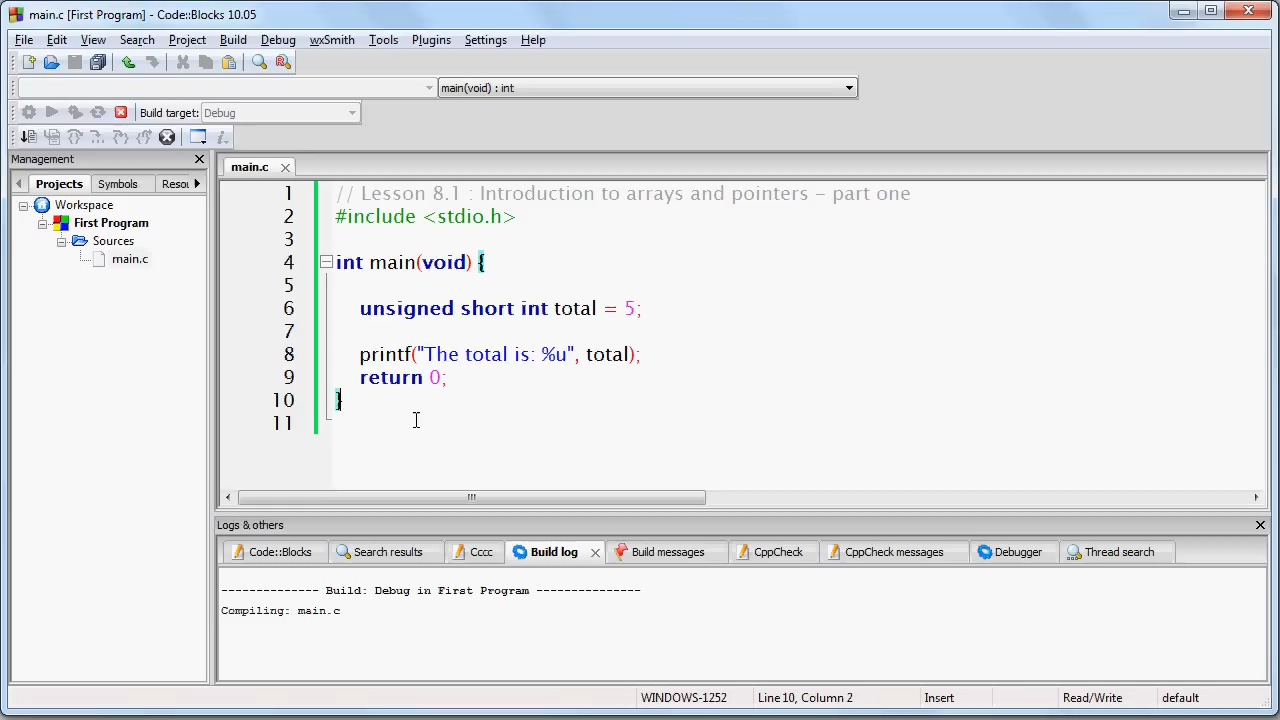 main.c [First Program] - Code::Blocks 10.05
File Edit View Search Project Build Debug wxSmith Tools Plugins Settings Help
main(void) : int
Build target: Debug
Management
Projects Symbols Resou
Workspace
First Program
Sources
main.c
main.c
1 // Lesson 8.1 : Introduction to arrays and pointers - part one
2 #include <stdio.h>
3
4 int main(void) {
5
6 unsigned short int total = 5;
7
8 printf("The total is: %u", total);
9 return 0;
10 }
11
Logs & others
Code::Blocks Search results Cccc Build log Build messages CppCheck CppCheck messages Debugger Thread search
-------------- Build: Debug in First Program ---------------
Compiling: main.c
WINDOWS-1252 Line 10, Column 2 Insert Read/Write default